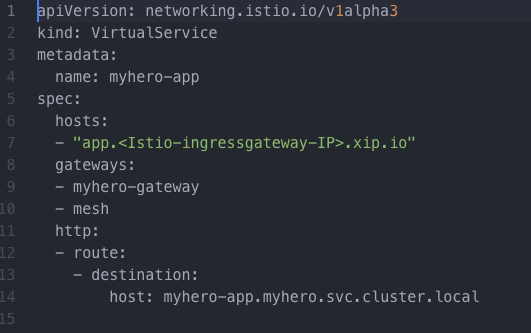 1 apiVersion: networking.istio.io/v1alpha3
2 kind: VirtualService
3 metadata:
4   name: myhero-app
5 spec:
6   hosts:
7   - "app.<Istio-ingressgateway-IP>.xip.io"
8   gateways:
9   - myhero-gateway
10   - mesh
11   http:
12   - route:
13     - destination:
14         host: myhero-app.myhero.svc.cluster.local
15